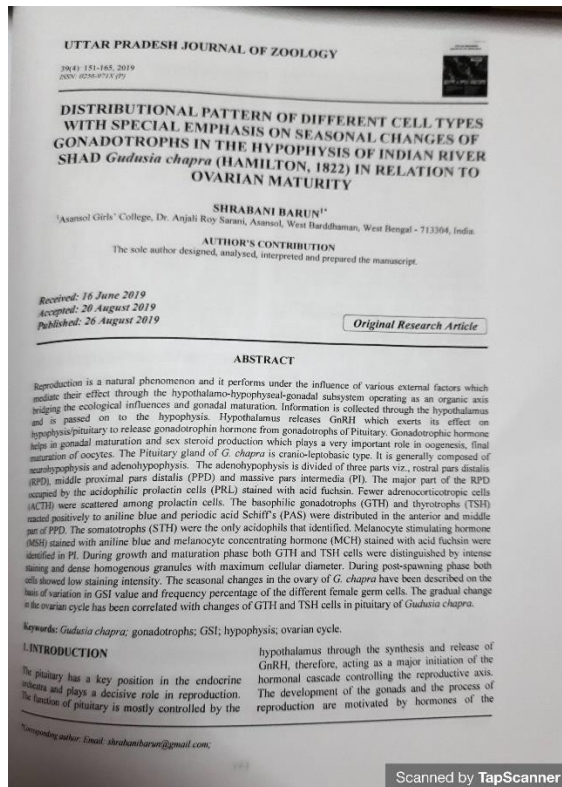 UTTAR PRADESH JOURNAL OF ZOOLOGY
39(4): 151-165, 2019
ISSN: 0256-971X (P)
DISTRIBUTIONAL PATTERN OF DIFFERENT CELL TYPES
WITH SPECIAL EMPHASIS ON SEASONAL CHANGES OF
GONADOTROPHS IN THE HYPOPHYSIS OF INDIAN RIVER
SHAD Gudusia chapra (HAMILTON, 1822) IN RELATION TO
OVARIAN MATURITY
SHRABANI BARUN1*
1Asansol Girls' College, Dr. Anjali Roy Sarani, Asansol, West Barddhaman, West Bengal - 713304, India.
AUTHOR'S CONTRIBUTION
The sole author designed, analysed, interpreted and prepared the manuscript.
Received: 16 June 2019
Accepted: 20 August 2019
Published: 26 August 2019
Original Research Article
ABSTRACT
Reproduction is a natural phenomenon and it performs under the influence of various external factors which
mediate their effect through the hypothalamo-hypophyseal-gonadal subsystem operating as an organic axis
bridging the ecological influences and gonadal maturation. Information is collected through the hypothalamus
and is passed on to the hypophysis. Hypothalamus releases GnRH which exerts its effect on
hypophysis/pituitary to release gonadorophin hormone from gonadotrophs of Pituitary. Gonadotrophic hormone
helps in gonadal maturation and sex steroid production which plays a very important role in oogenesis, final
maturation of oocytes. The Pituitary gland of G. chapra is cranio-leptobasic type. It is generally composed of
neurohypophysis and adenohypophysis. The adenohypophysis is divided of three parts viz., rostral pars distalis
(RPD), middle proximal pars distalis (PPD) and massive pars intermedia (PI). The major part of the RPD
occupied by the acidophilic prolactin cells (PRL) stained with acid fuchsin. Fewer adrenocorticotropic cells
(ACTH) were scattered among prolactin cells. The basophilic gonadotrophs (GTH) and thyrotrophs (TSH)
reacted positively to aniline blue and periodic acid Schiff's (PAS) were distributed in the anterior and middle
part of PPD. The somatotrophs (STH) were the only acidophils that identified. Melanocyte stimulating hormone
(MSH) stained with aniline blue and melanocyte concentrating hormone (MCH) stained with acid fuchsin were
identified in PI. During growth and maturation phase both GTH and TSH cells were distinguished by intense
staining and dense homogenous granules with maximum cellular diameter. During post-spawning phase both
cells showed low staining intensity. The seasonal changes in the ovary of G. chapra have been described on the
basis of variation in GSI value and frequency percentage of the different female germ cells. The gradual change
in the ovarian cycle has been correlated with changes of GTH and TSH cells in pituitary of Gudusia chapra.
Keywords: Gudusia chapra; gonadotrophs; GSI; hypophysis; ovarian cycle.
1. INTRODUCTION
The pituitary has a key position in the endocrine
orchestra and plays a decisive role in reproduction.
The function of pituitary is mostly controlled by the
hypothalamus through the synthesis and release of
GnRH, therefore, acting as a major initiation of the
hormonal cascade controlling the reproductive axis.
The development of the gonads and the process of
reproduction are motivated by hormones of the
*Corresponding author: Email: shrabanibarun@gmail.com;
Scanned by TapScanner